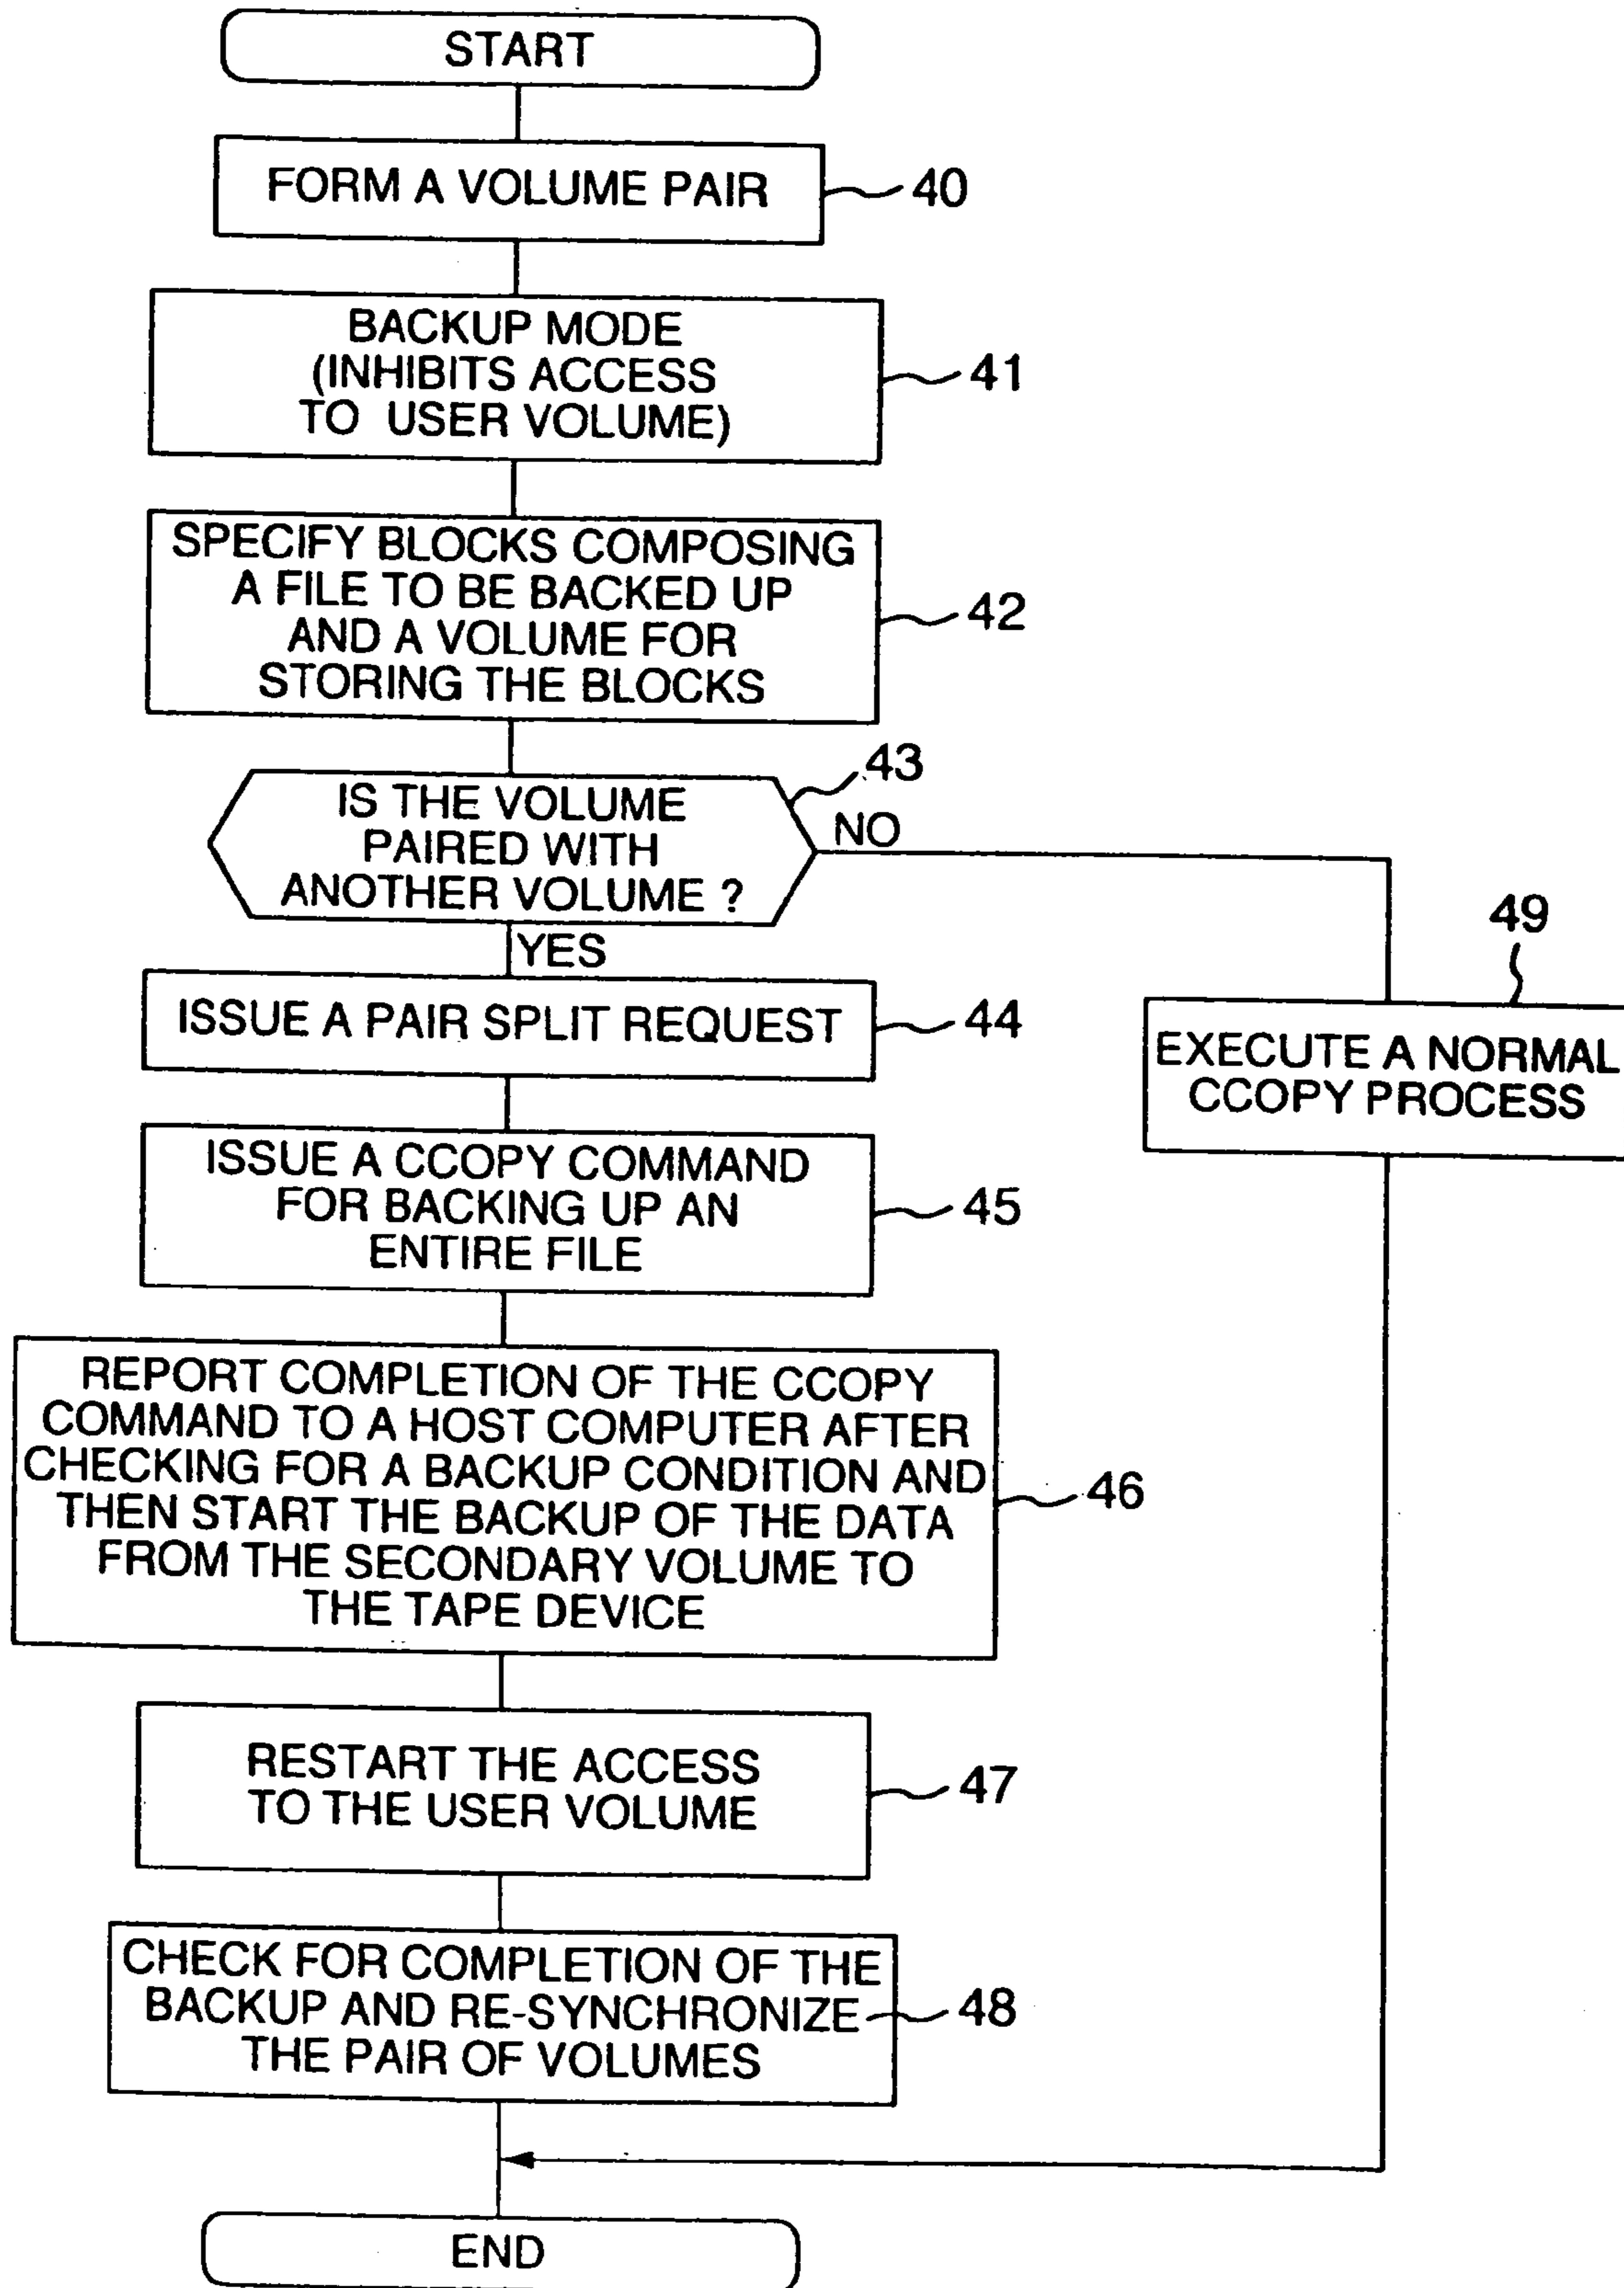 START
FORM A VOLUME PAIR
40
BACKUP MODE
(INHIBITS ACCESS
TO USER VOLUME)
41
SPECIFY BLOCKS COMPOSING
A FILE TO BE BACKED UP
AND A VOLUME FOR
STORING THE BLOCKS
42
IS THE VOLUME
PAIRED WITH
ANOTHER VOLUME ?
43
NO
YES
ISSUE A PAIR SPLIT REQUEST
44
49
EXECUTE A NORMAL
CCOPY PROCESS
ISSUE A CCOPY COMMAND
FOR BACKING UP AN
ENTIRE FILE
45
REPORT COMPLETION OF THE CCOPY
COMMAND TO A HOST COMPUTER AFTER
CHECKING FOR A BACKUP CONDITION AND
THEN START THE BACKUP OF THE DATA
FROM THE SECONDARY VOLUME TO
THE TAPE DEVICE
46
RESTART THE ACCESS
TO THE USER VOLUME
47
CHECK FOR COMPLETION OF THE
BACKUP AND RE-SYNCHRONIZE
THE PAIR OF VOLUMES
48
END